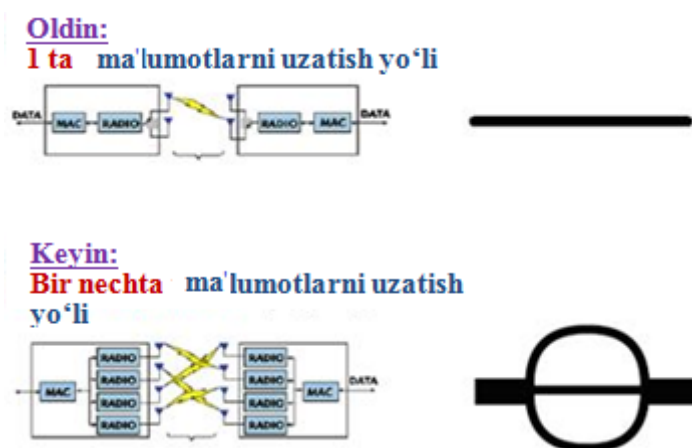 Oldin:
1 ta ma'lumotlarni uzatish yo‘li
DATA MAC RADIO RADIO MAC DATA
Keyin:
Bir nechta ma'lumotlarni uzatish
yo‘li
RADIO RADIO
RADIO RADIO
MAC MAC DATA
RADIO RADIO
RADIO RADIO